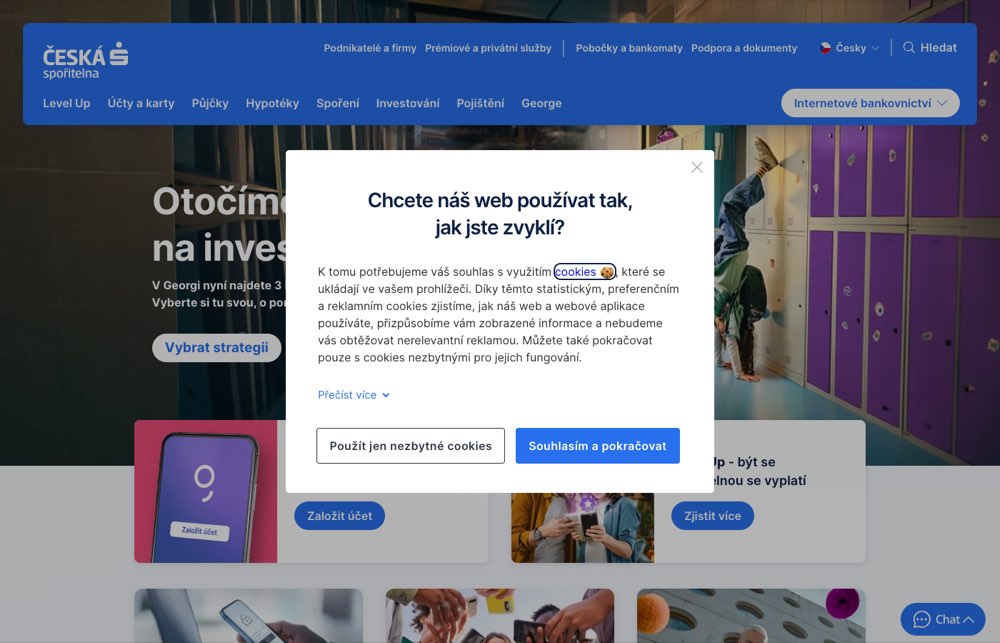 Podnikatelé a firmy Prémiové a privátní služby Pobočky a bankomaty Podpora a dokumenty Česky Hledat
ČESKÁ
spořitelna
Level Up Účty a karty Půjčky Hypotéky Spoření Investování Pojištění George
Internetové bankovnictví
Otočím
na inves
V Georgi nyní najdete 3
Vyberte si tu svou, o po
Vybrat strategii
Chcete náš web používat tak,
jak jste zvyklí?
K tomu potřebujeme váš souhlas s využitím cookies 🍪, které se
ukládají ve vašem prohlížeči. Díky těmto statistickým, preferenčním
a reklamním cookies zjistíme, jak náš web a webové aplikace
používáte, přizpůsobíme vám zobrazené informace a nebudeme
vás obtěžovat nerelevantní reklamou. Můžete také pokračovat
pouze s cookies nezbytnými pro jejich fungování.
Přečíst více
Použít jen nezbytné cookies
Souhlasím a pokračovat
Založit účet
Založit účet
Up - být se
elnou se vyplatí
Zjistit více
Chat